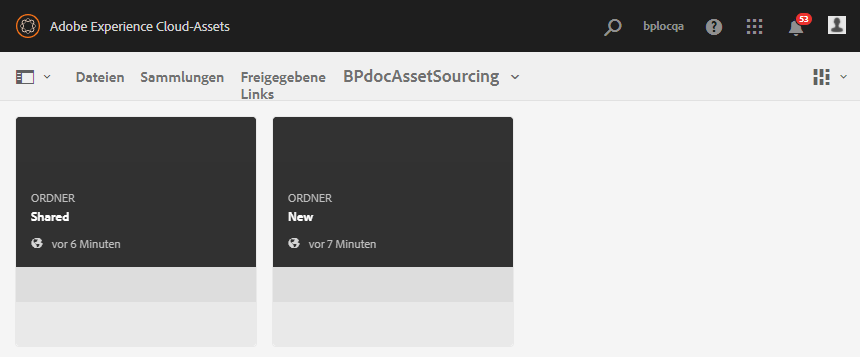 Adobe Experience Cloud-Assets
bplocqa
53
Dateien
Sammlungen
Freigegebene
Links
BPdocAssetSourcing
ORDNER
Shared
vor 6 Minuten
ORDNER
New
vor 7 Minuten